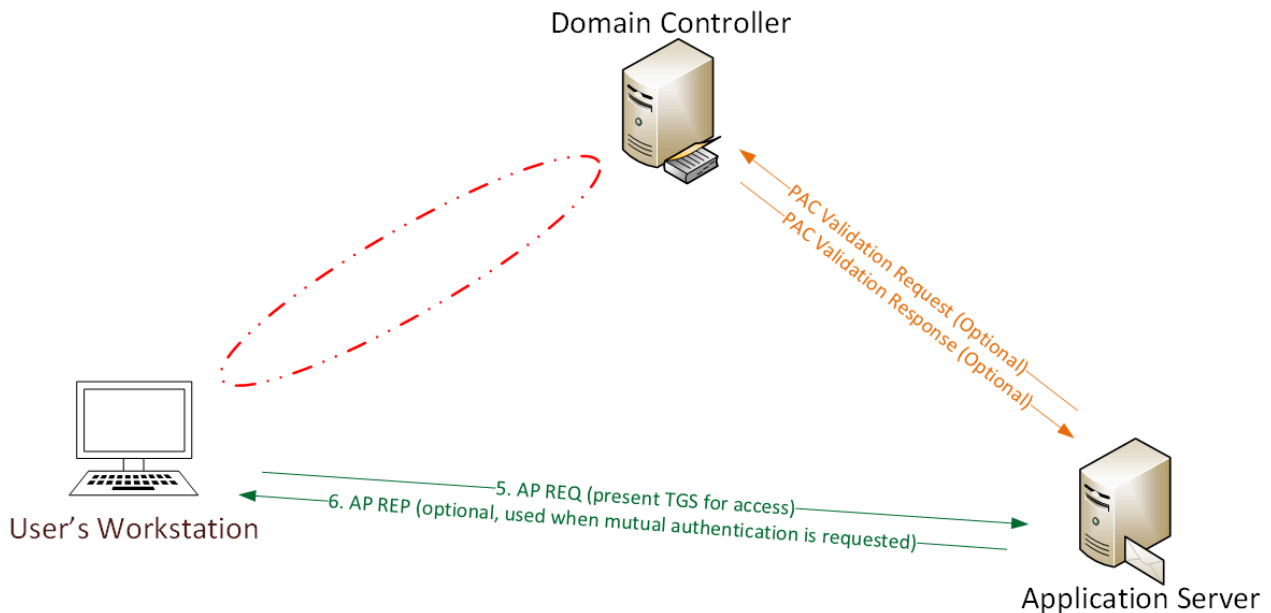 Domain Controller
PAC Validation Request (Optional)
PAC Validation Response (Optional)
5. AP REQ (present TGS for access)
6. AP REP (optional, used when mutual authentication is requested)
User's Workstation
Application Server